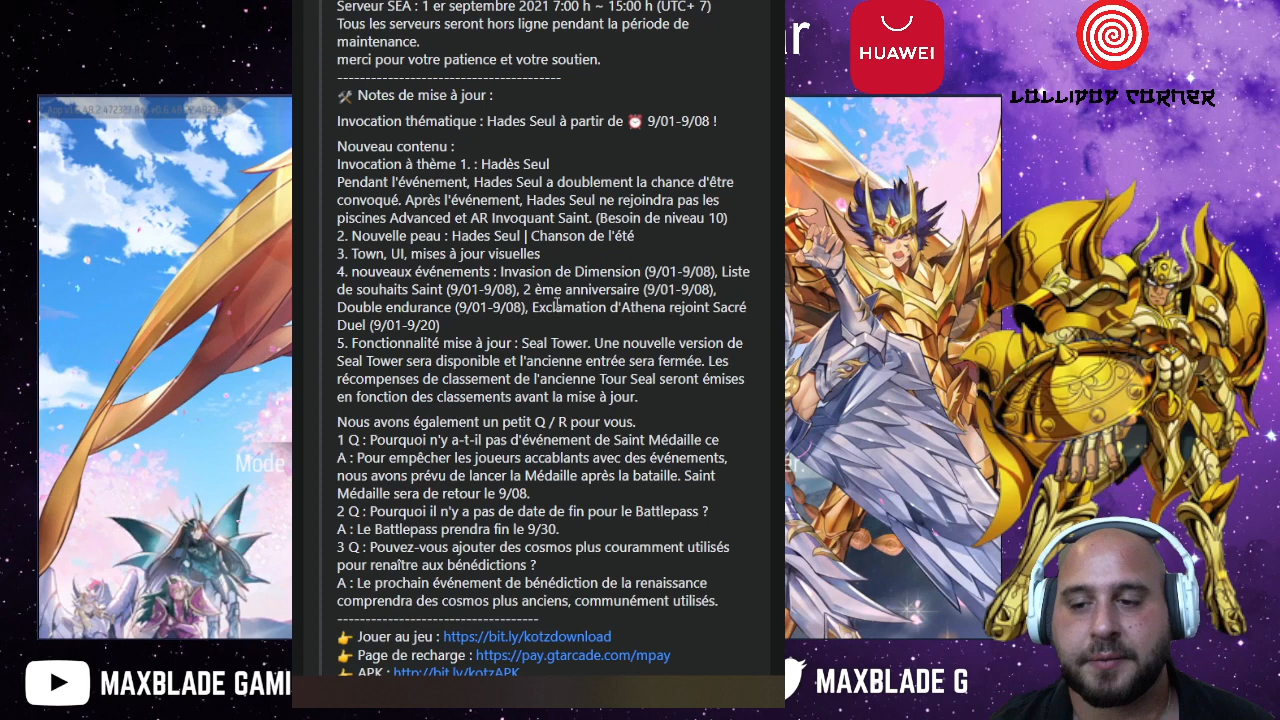 Serveur SEA : 1 er septembre 2021 7:00 h ~ 15:00 h (UTC+ 7)
Tous les serveurs seront hors ligne pendant la période de
maintenance.
merci pour votre patience et votre soutien.
----------------------------------------
🛠 Notes de mise à jour :
Invocation thématique : Hades Seul à partir de ⏰ 9/01-9/08 !
Nouveau contenu :
Invocation à thème 1. : Hadès Seul
Pendant l'événement, Hades Seul a doublement la chance d'être
convoqué. Après l'événement, Hades Seul ne rejoindra pas les
piscines Advanced et AR Invoquant Saint. (Besoin de niveau 10)
2. Nouvelle peau : Hades Seul | Chanson de l'été
3. Town, UI, mises à jour visuelles
4. nouveaux événements : Invasion de Dimension (9/01-9/08), Liste
de souhaits Saint (9/01-9/08), 2 ème anniversaire (9/01-9/08),
Double endurance (9/01-9/08), Exclamation d'Athena rejoint Sacré
Duel (9/01-9/20)
5. Fonctionnalité mise à jour : Seal Tower. Une nouvelle version de
Seal Tower sera disponible et l'ancienne entrée sera fermée. Les
récompenses de classement de l'ancienne Tour Seal seront émises
en fonction des classements avant la mise à jour.
Nous avons également un petit Q / R pour vous.
1 Q : Pourquoi n'y a-t-il pas d'événement de Saint Médaille ce
A : Pour empêcher les joueurs accablants avec des événements,
nous avons prévu de lancer la Médaille après la bataille. Saint
Médaille sera de retour le 9/08.
2 Q : Pourquoi il n'y a pas de date de fin pour le Battlepass ?
A : Le Battlepass prendra fin le 9/30.
3 Q : Pouvez-vous ajouter des cosmos plus couramment utilisés
pour renaître aux bénédictions ?
A : Le prochain événement de bénédiction de la renaissance
comprendra des cosmos plus anciens, communément utilisés.
------------------------------------
👉 Jouer au jeu : https://bit.ly/kotzdownload
👉 Page de recharge : https://pay.gtarcade.com/mpay
👉 APK : http://bit.ly/kotzAPK
HUAWEI
LOLLIPOP CORNER
Mode
MAXBLADE GAMI
MAXBLADE G